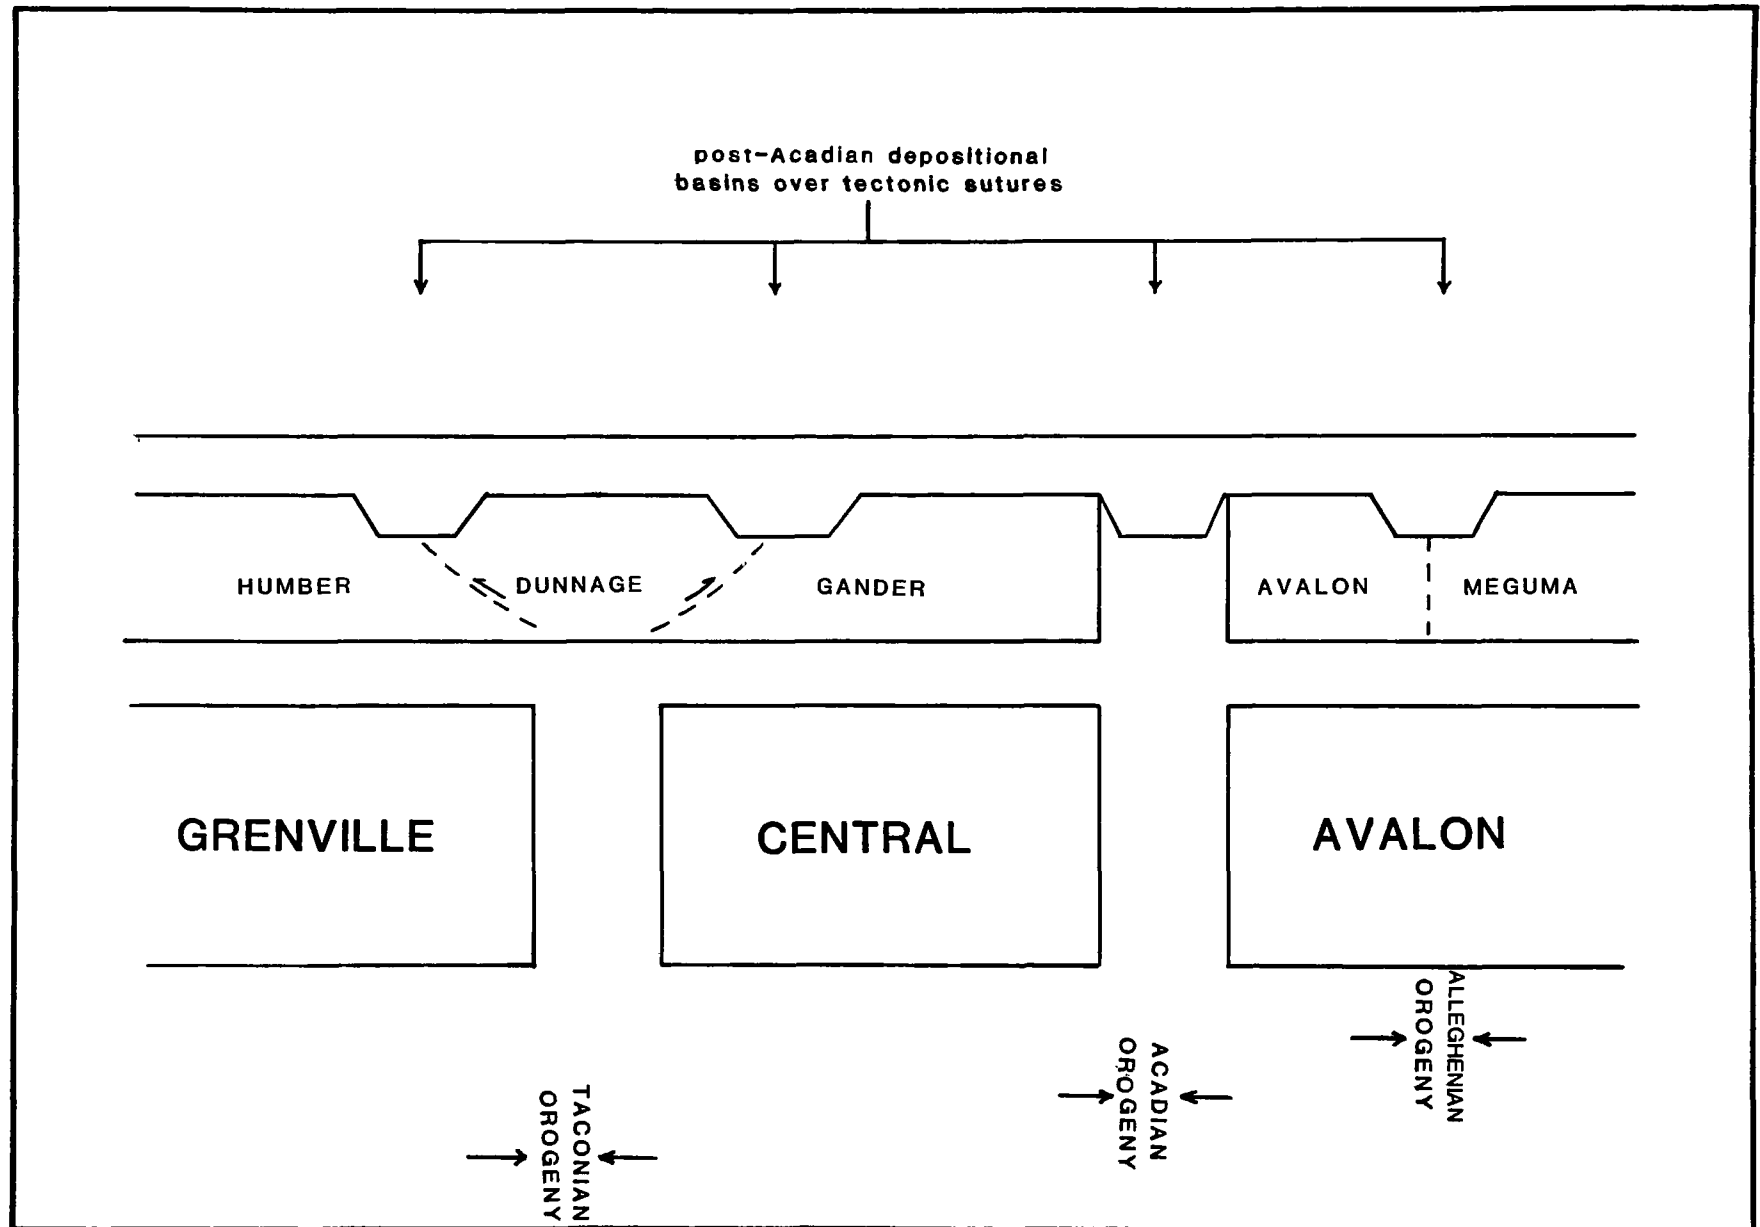 post-Acadian depositional
basins over tectonic sutures
HUMBER
DUNNAGE
GANDER
AVALON
MEGUMA
GRENVILLE
CENTRAL
AVALON
TACONIAN
OROGENY
ACADIAN
OROGENY
ALLEGHENIAN
OROGENY